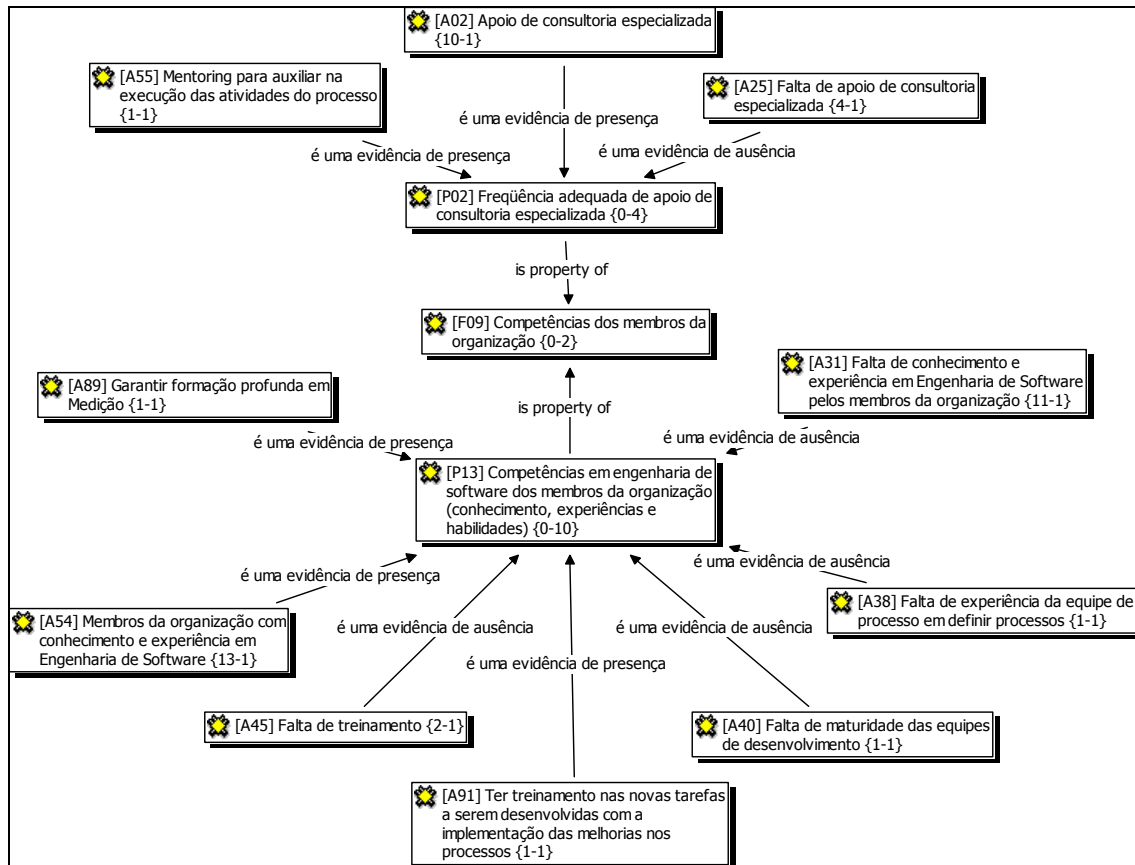 [A02] Apoio de consultoria especializada
{10-1}
[A55] Mentoring para auxiliar na
execução das atividades do processo
{1-1}
[A25] Falta de apoio de consultoria
especializada {4-1}
é uma evidência de presença
é uma evidência de presença
é uma evidência de ausência
[P02] Freqüência adequada de apoio de
consultoria especializada {0-4}
is property of
[F09] Competências dos membros da
organização {0-2}
[A31] Falta de conhecimento e
experiência em Engenharia de Software
pelos membros da organização {11-1}
[A89] Garantir formação profunda em
Medição {1-1}
is property of
é uma evidência de presença
é uma evidência de ausência
[P13] Competências em engenharia de
software dos membros da organização
(conhecimento, experiências e
habilidades) {0-10}
é uma evidência de presença
é uma evidência de ausência
[A54] Membros da organização com
conhecimento e experiência em
Engenharia de Software {13-1}
[A38] Falta de experiência da equipe de
processo em definir processos {1-1}
é uma evidência de ausência
é uma evidência de ausência
é uma evidência de presença
[A45] Falta de treinamento {2-1}
[A40] Falta de maturidade das equipes
de desenvolvimento {1-1}
[A91] Ter treinamento nas novas tarefas
a serem desenvolvidas com a
implementação das melhorias nos
processos {1-1}